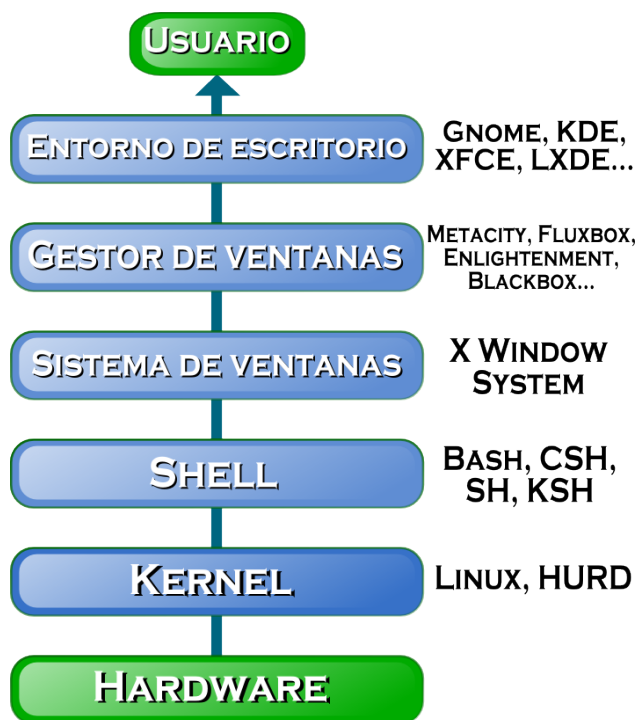 Usuario
Entorno de escritorio
Gnome, KDE,
XFCE, LXDE...
Gestor de ventanas
Metacity, Fluxbox,
Enlightenment,
Blackbox...
Sistema de ventanas
X Window
System
Shell
Bash, CSH,
SH, KSH
Kernel
Linux, HURD
Hardware